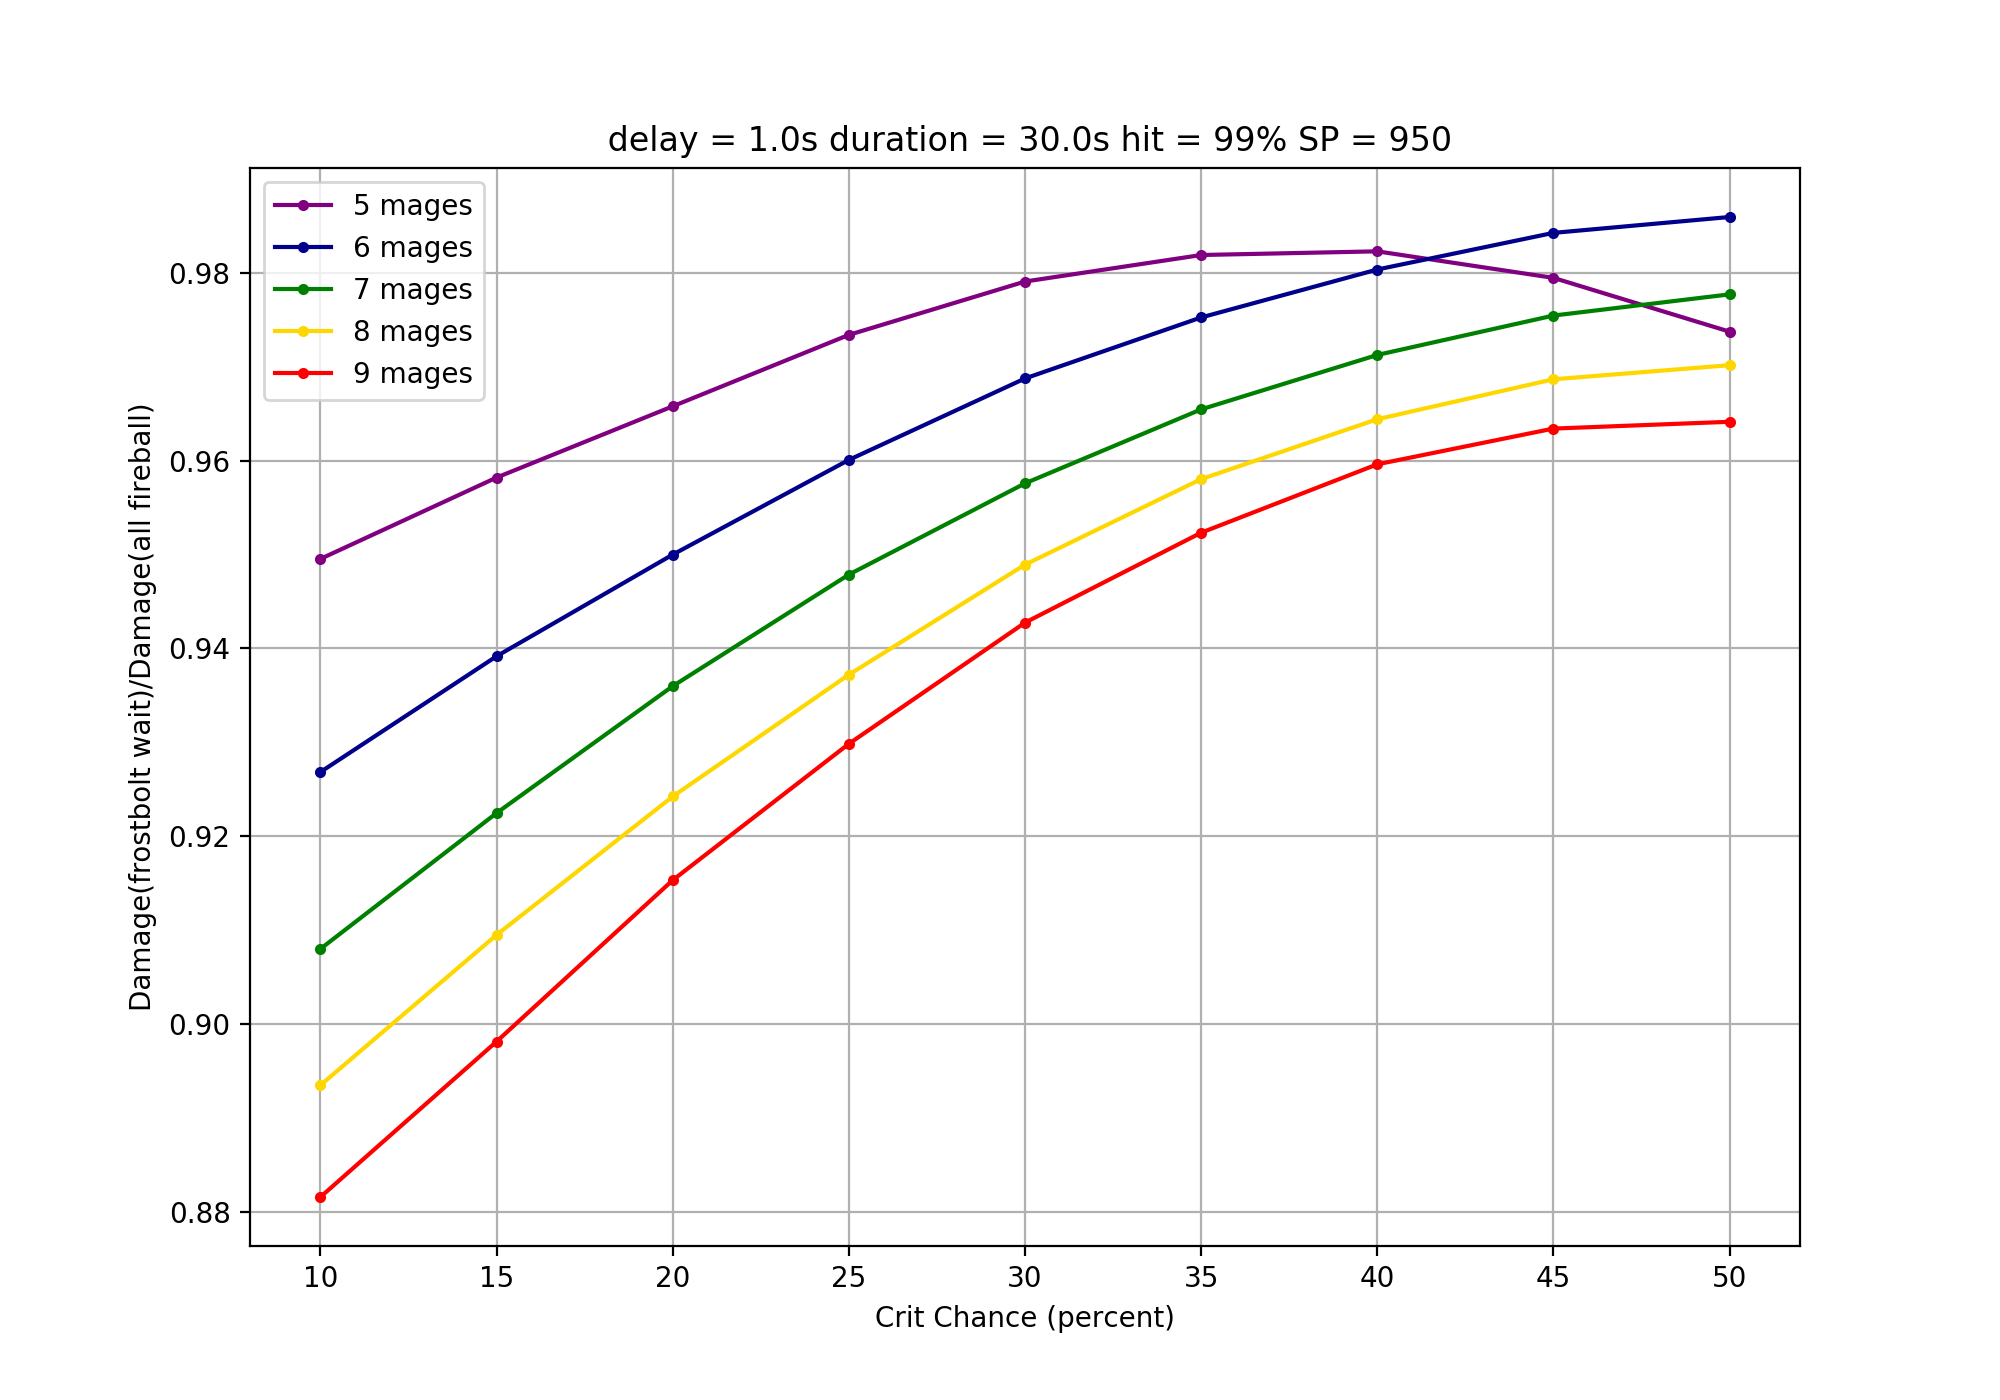 delay = 1.0s duration = 30.0s hit = 99% SP = 950
5 mages
6 mages
7 mages
8 mages
9 mages
Damage(frostbolt wait)/Damage(all fireball)
0.98
0.96
0.94
0.92
0.90
0.88
10 15 20 25 30 35 40 45 50
Crit Chance (percent)